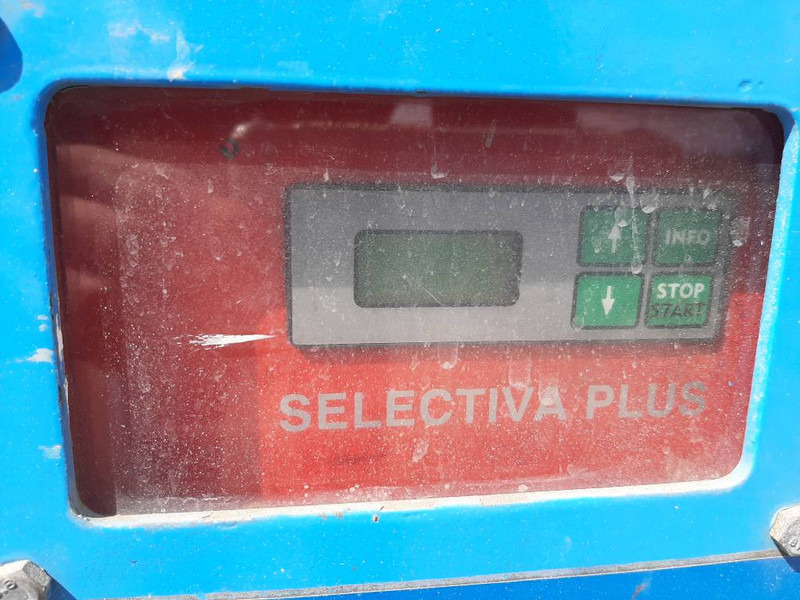 ↑ INFO
↓ STOP
START
SELECTIVA PLUS